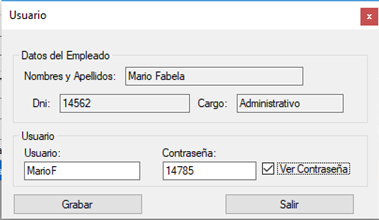 Usuario
Datos del Empleado
Nombres y Apellidos: Mario Fabela
Dni: 14562 Cargo: Administrativo
Usuario
Usuario: Contraseña:
MarioF 14785 Ver Contraseña
Grabar Salir